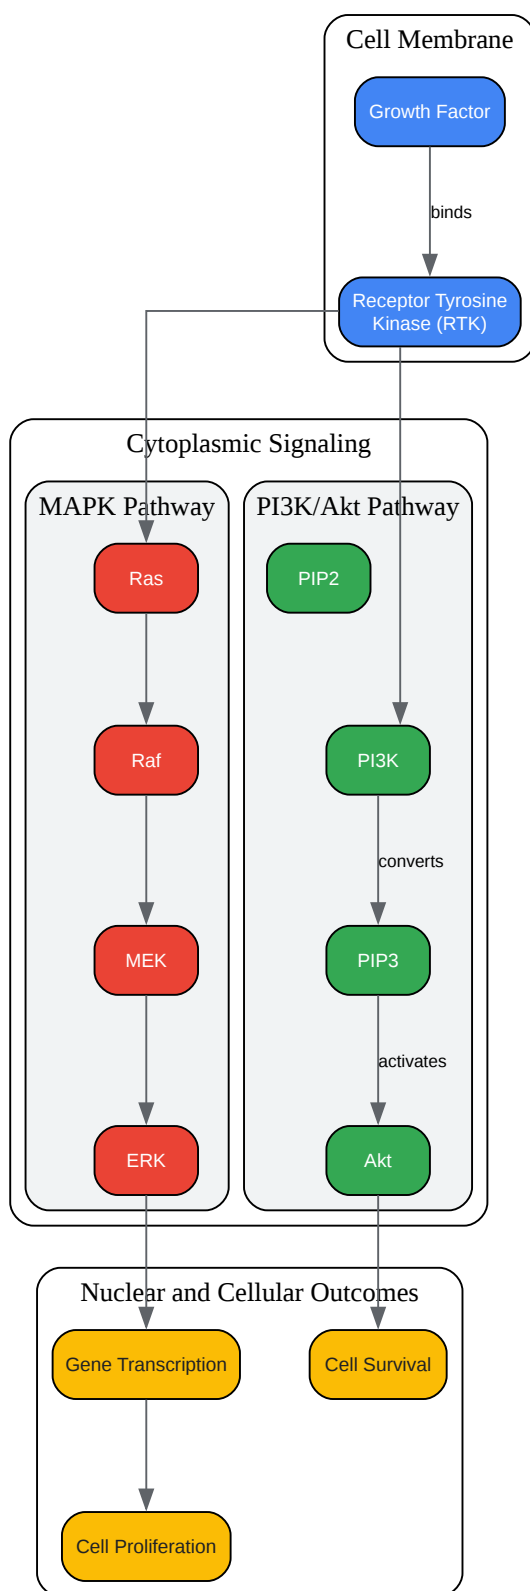 Cell Membrane
Growth Factor
binds
Receptor Tyrosine
Kinase (RTK)
Cytoplasmic Signaling
MAPK Pathway
PI3K/Akt Pathway
Ras
PIP2
Raf
PI3K
converts
MEK
PIP3
activates
ERK
Akt
Nuclear and Cellular Outcomes
Gene Transcription
Cell Survival
Cell Proliferation